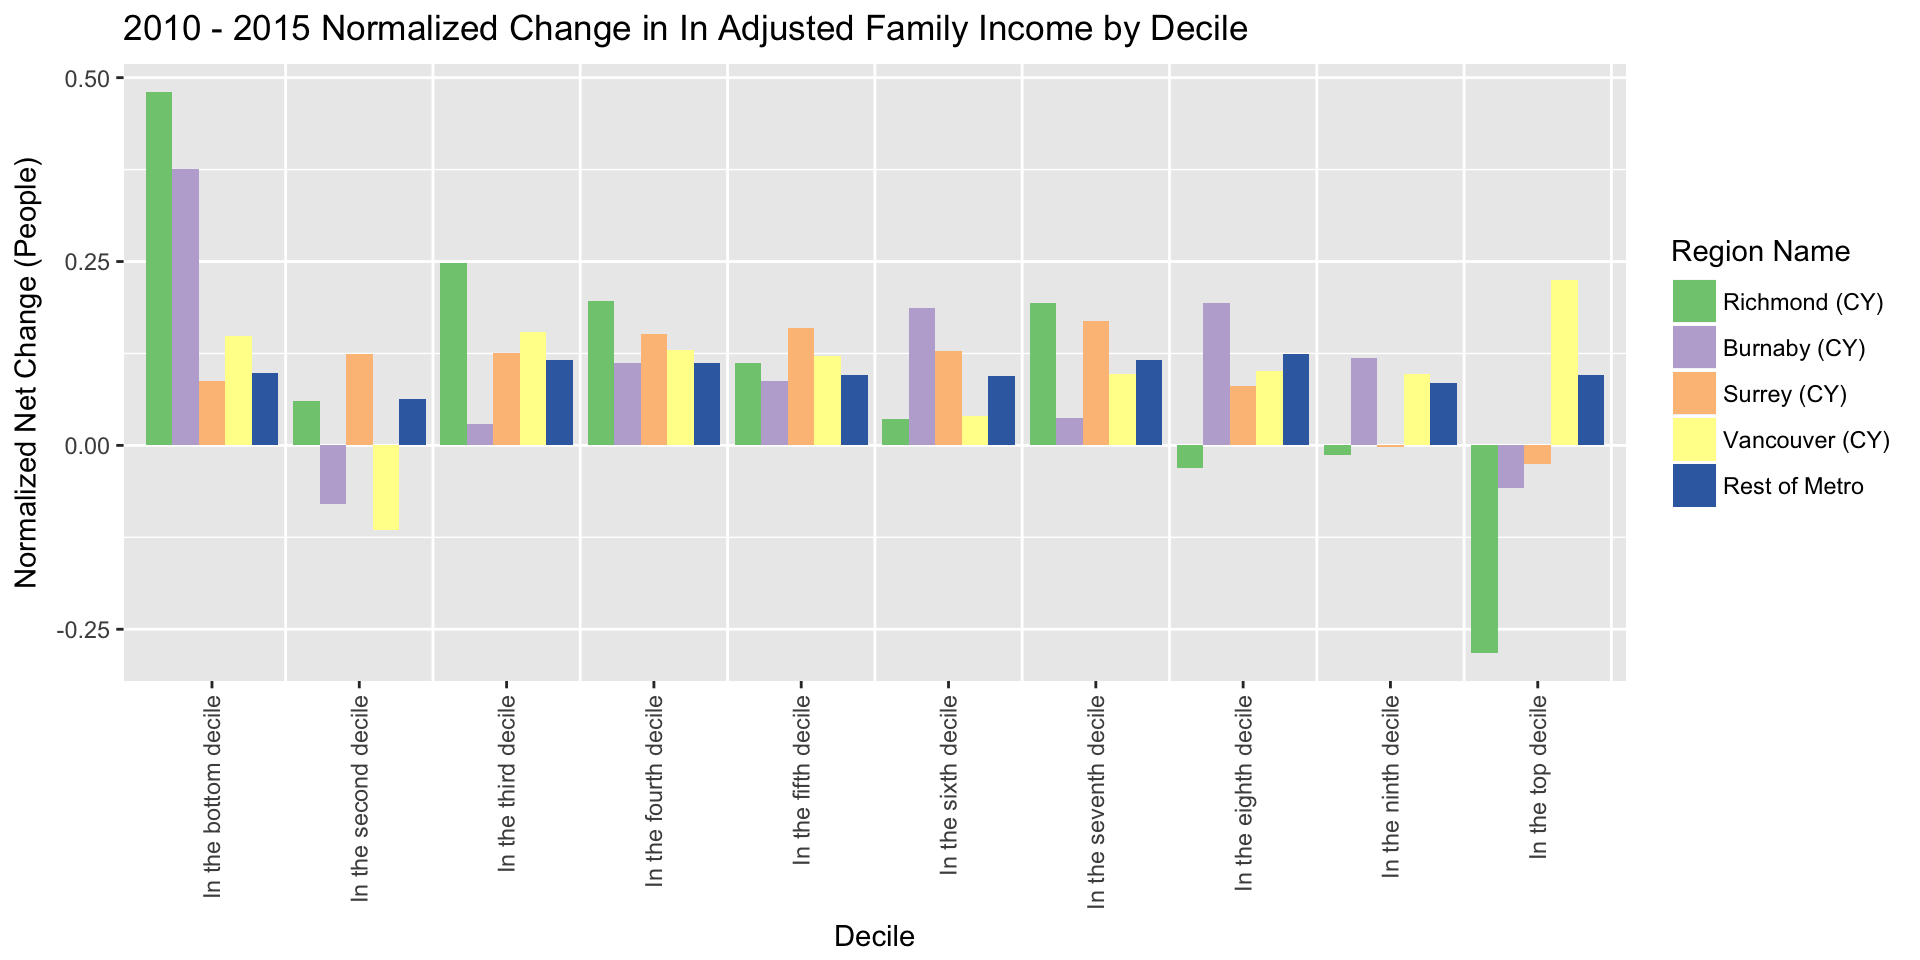 2010 - 2015 Normalized Change in In Adjusted Family Income by Decile
Normalized Net Change (People)
0.50
0.25
0.00
-0.25
In the bottom decile
In the second decile
In the third decile
In the fourth decile
In the fifth decile
In the sixth decile
In the seventh decile
In the eighth decile
In the ninth decile
In the top decile
Decile
Region Name
Richmond (CY)
Burnaby (CY)
Surrey (CY)
Vancouver (CY)
Rest of Metro